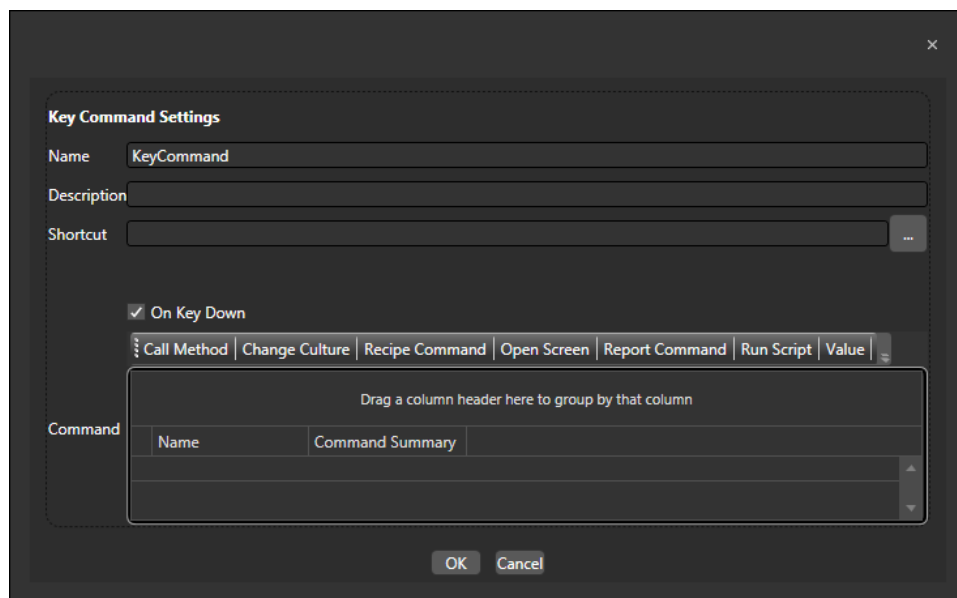 Key Command Settings
Name KeyCommand
Description
Shortcut ...
On Key Down
Call Method Change Culture Recipe Command Open Screen Report Command Run Script Value
Drag a column header here to group by that column
Command
Name Command Summary
OK Cancel